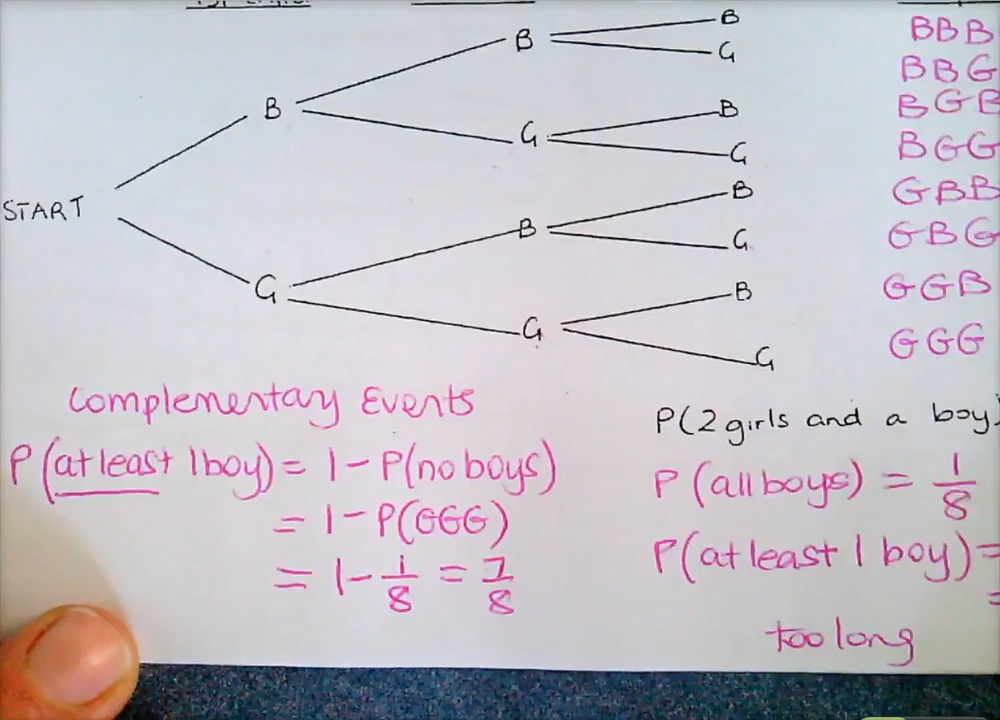 B
B
G
B
B
G
G
START
B
B
G
G
B
G
G
BBB
BBG
BGB
BGG
GBB
GBG
GGB
GGG
Complementary Events
P(at least 1 boy) = 1 - P(no boys)
= 1 - P(GGG)
= 1 - 1/8 = 7/8
P(2 girls and a boy)
P(all boys) = 1/8
P(at least 1 boy) =
=
too long